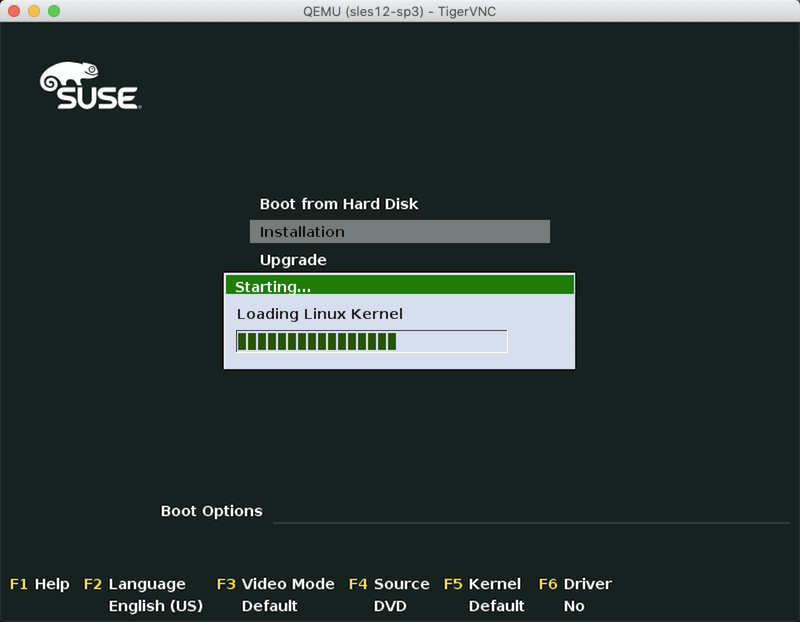 QEMU (sles12-sp3) - TigerVNC
SUSE
Boot from Hard Disk
Installation
Upgrade
Starting...
Loading Linux Kernel
Boot Options
F1 Help F2 Language F3 Video Mode F4 Source F5 Kernel F6 Driver
English (US) Default DVD Default No